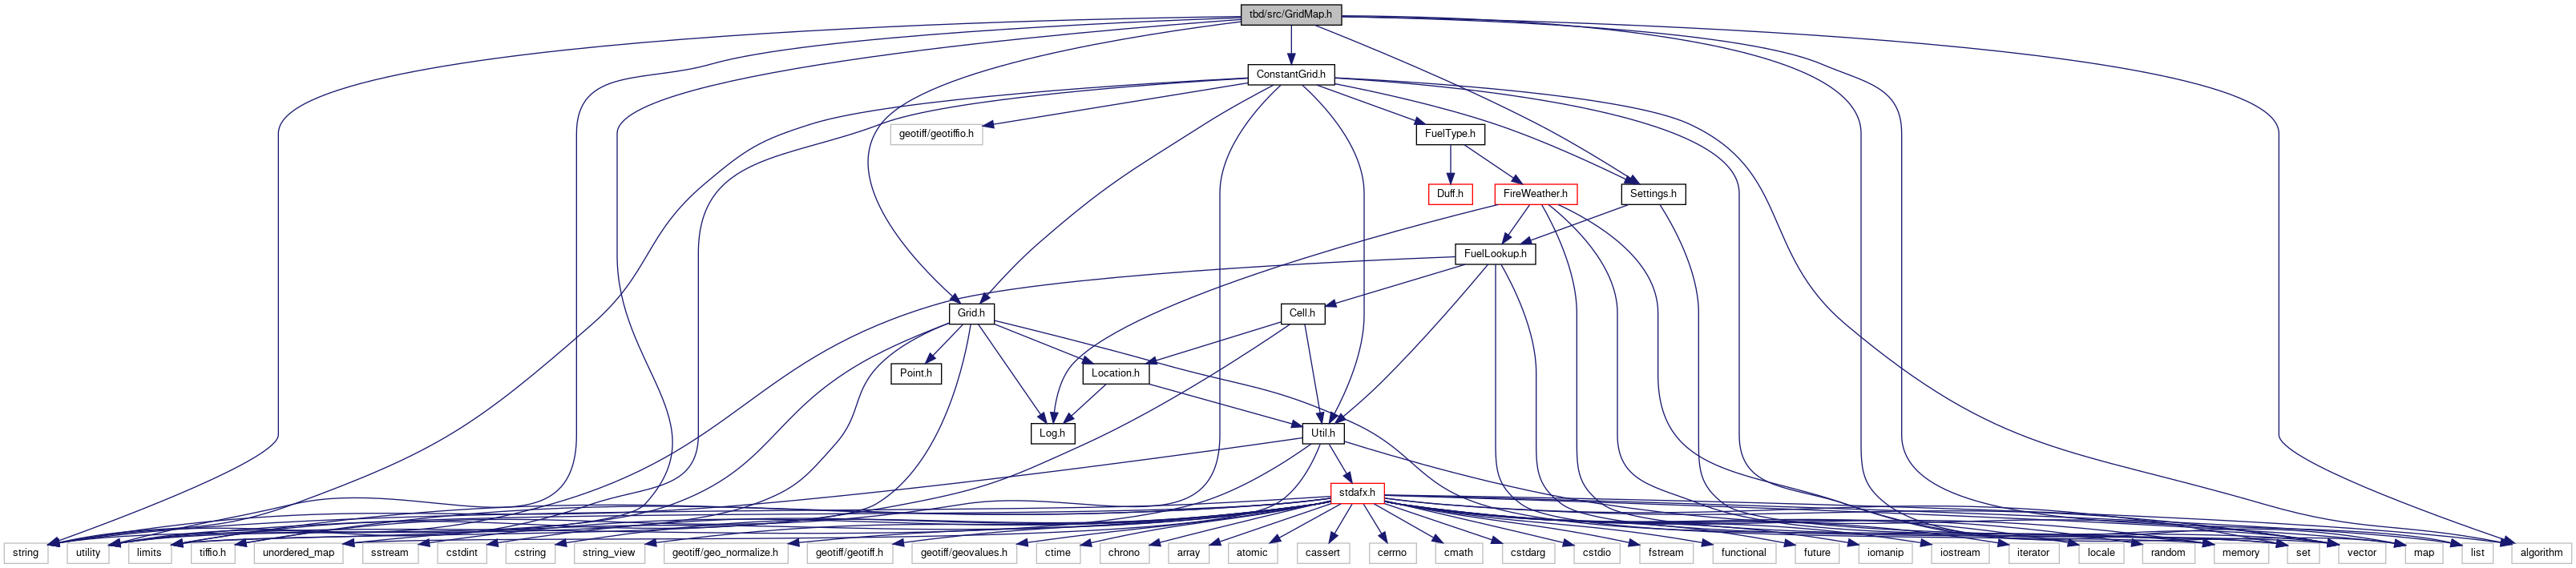 tbd/src/GridMap.h
ConstantGrid.h
geotiff/geotiffio.h
FuelType.h
Duff.h
FireWeather.h
Settings.h
FuelLookup.h
Grid.h
Cell.h
Point.h
Location.h
Log.h
Util.h
stdafx.h
string
utility
limits
tiffio.h
unordered_map
sstream
cstdint
cstring
string_view
geotiff/geo_normalize.h
geotiff/geotiff.h
geotiff/geovalues.h
ctime
chrono
array
atomic
cassert
cerrno
cmath
cstdarg
cstdio
fstream
functional
future
iomanip
iostream
iterator
locale
random
memory
set
vector
map
list
algorithm